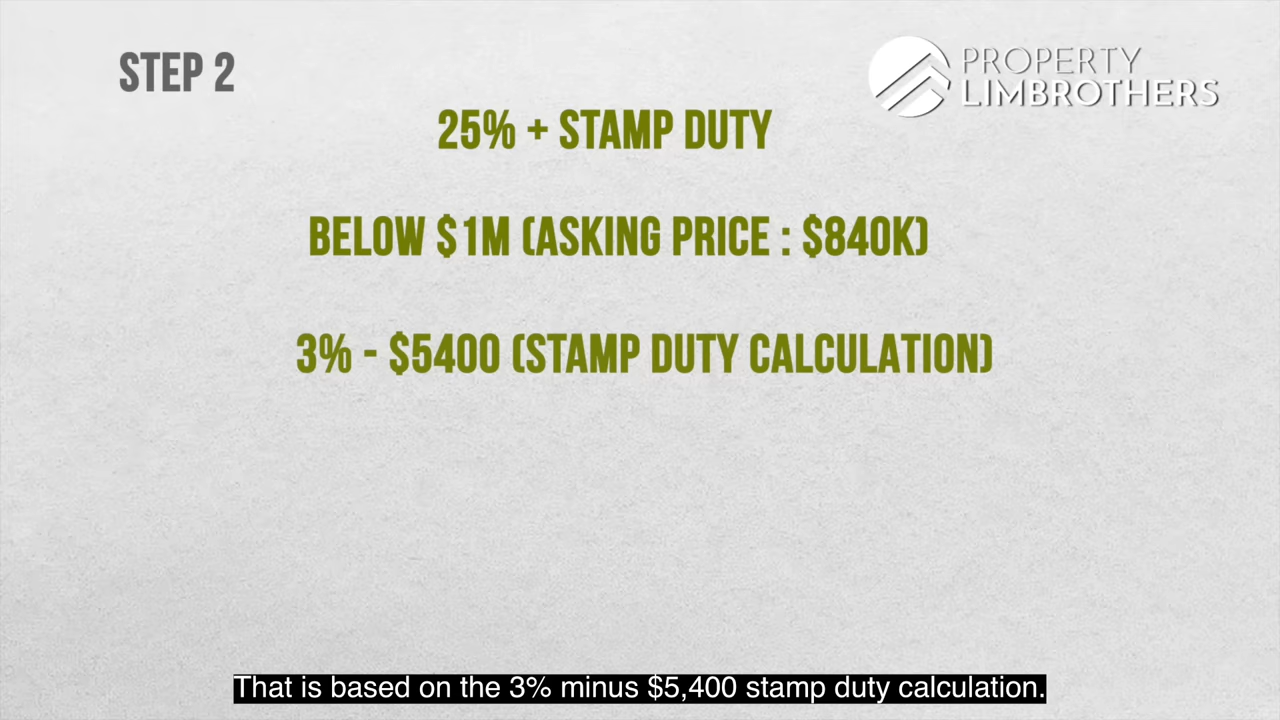 STEP 2
PROPERTY
LIMBROTHERS
25% + STAMP DUTY
BELOW $1M (ASKING PRICE : $840K)
3% - $5400 (STAMP DUTY CALCULATION)
That is based on the 3% minus $5,400 stamp duty calculation.